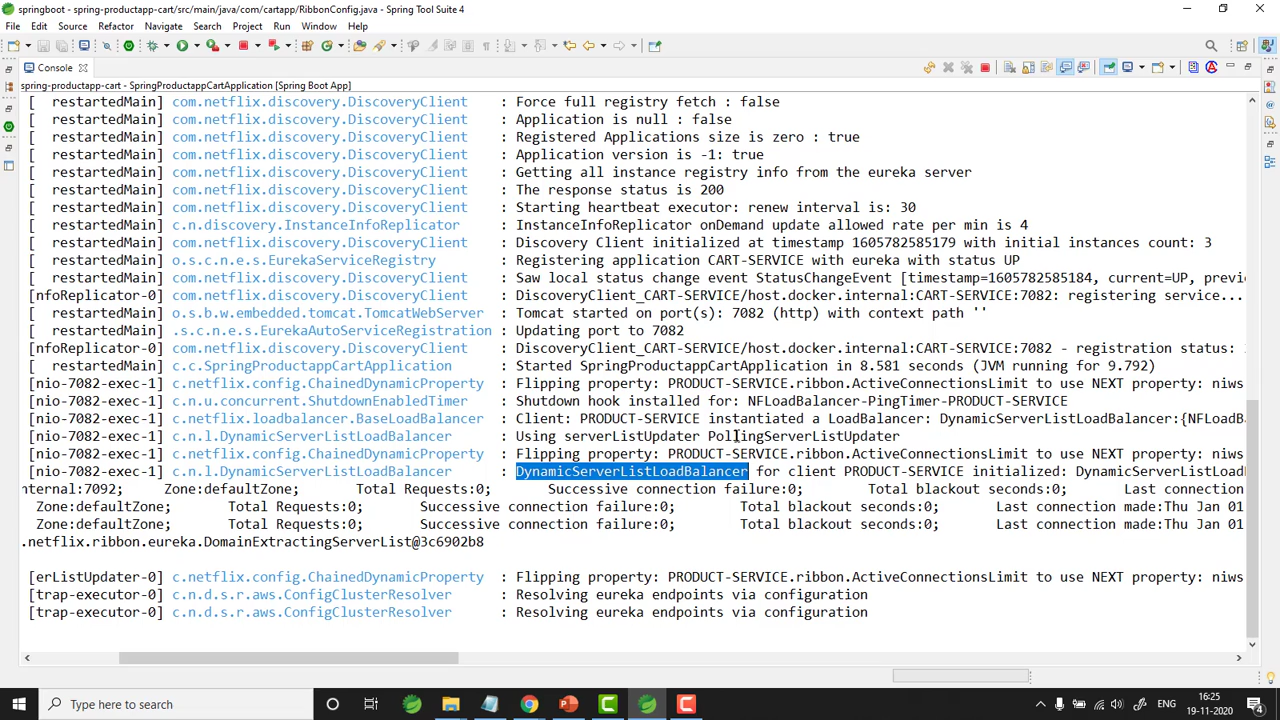 springboot - spring-productapp-cart/src/main/java/com/cartapp/RibbonConfig.java - Spring Tool Suite 4
File Edit Source Refactor Navigate Search Project Run Window Help
Console
spring-productapp-cart - SpringProductappCartApplication [Spring Boot App]
[  restartedMain] com.netflix.discovery.DiscoveryClient : Force full registry fetch : false
[  restartedMain] com.netflix.discovery.DiscoveryClient : Application is null : false
[  restartedMain] com.netflix.discovery.DiscoveryClient : Registered Applications size is zero : true
[  restartedMain] com.netflix.discovery.DiscoveryClient : Application version is -1: true
[  restartedMain] com.netflix.discovery.DiscoveryClient : Getting all instance registry info from the eureka server
[  restartedMain] com.netflix.discovery.DiscoveryClient : The response status is 200
[  restartedMain] com.netflix.discovery.DiscoveryClient : Starting heartbeat executor: renew interval is: 30
[  restartedMain] c.n.discovery.InstanceInfoReplicator : InstanceInfoReplicator onDemand update allowed rate per min is 4
[  restartedMain] com.netflix.discovery.DiscoveryClient : Discovery Client initialized at timestamp 1605782585179 with initial instances count: 3
[  restartedMain] o.s.c.n.e.s.EurekaServiceRegistry : Registering application CART-SERVICE with eureka with status UP
[  restartedMain] com.netflix.discovery.DiscoveryClient : Saw local status change event StatusChangeEvent [timestamp=1605782585184, current=UP, previo
[nfoReplicator-0] com.netflix.discovery.DiscoveryClient : DiscoveryClient_CART-SERVICE/host.docker.internal:CART-SERVICE:7082: registering service...
[  restartedMain] o.s.b.w.embedded.tomcat.TomcatWebServer : Tomcat started on port(s): 7082 (http) with context path ''
[  restartedMain] .s.c.n.e.s.EurekaAutoServiceRegistration : Updating port to 7082
[nfoReplicator-0] com.netflix.discovery.DiscoveryClient : DiscoveryClient_CART-SERVICE/host.docker.internal:CART-SERVICE:7082 - registration status:
[  restartedMain] c.c.SpringProductappCartApplication : Started SpringProductappCartApplication in 8.581 seconds (JVM running for 9.792)
[nio-7082-exec-1] c.netflix.config.ChainedDynamicProperty : Flipping property: PRODUCT-SERVICE.ribbon.ActiveConnectionsLimit to use NEXT property: niws
[nio-7082-exec-1] c.n.u.concurrent.ShutdownEnabledTimer : Shutdown hook installed for: NFLoadBalancer-PingTimer-PRODUCT-SERVICE
[nio-7082-exec-1] c.netflix.loadbalancer.BaseLoadBalancer : Client: PRODUCT-SERVICE instantiated a LoadBalancer: DynamicServerListLoadBalancer:{NFLoadB
[nio-7082-exec-1] c.n.l.DynamicServerListLoadBalancer : Using serverListUpdater PollingServerListUpdater
[nio-7082-exec-1] c.netflix.config.ChainedDynamicProperty : Flipping property: PRODUCT-SERVICE.ribbon.ActiveConnectionsLimit to use NEXT property: niws
[nio-7082-exec-1] c.n.l.DynamicServerListLoadBalancer : DynamicServerListLoadBalancer for client PRODUCT-SERVICE initialized: DynamicServerListLoad
nternal:7092; Zone:defaultZone; Total Requests:0; Successive connection failure:0; Total blackout seconds:0; Last connection
Zone:defaultZone; Total Requests:0; Successive connection failure:0; Total blackout seconds:0; Last connection made:Thu Jan 01
Zone:defaultZone; Total Requests:0; Successive connection failure:0; Total blackout seconds:0; Last connection made:Thu Jan 01
.netflix.ribbon.eureka.DomainExtractingServerList@3c6902b8
[erListUpdater-0] c.netflix.config.ChainedDynamicProperty : Flipping property: PRODUCT-SERVICE.ribbon.ActiveConnectionsLimit to use NEXT property: niws
[trap-executor-0] c.n.d.s.r.aws.ConfigClusterResolver : Resolving eureka endpoints via configuration
[trap-executor-0] c.n.d.s.r.aws.ConfigClusterResolver : Resolving eureka endpoints via configuration
Type here to search
ENG
16:25
19-11-2020
4